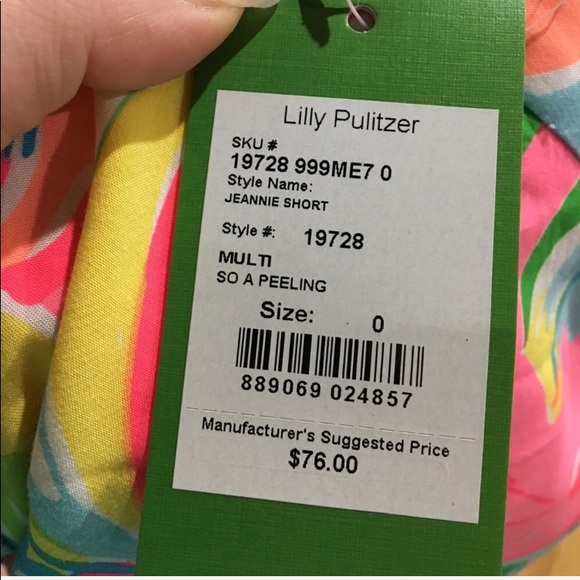 Lilly Pulitzer
SKU #
19728 999ME7 0
Style Name:
JEANNIE SHORT
Style #: 19728
MULTI
SO A PEELING
Size: 0
889069 024857
Manufacturer's Suggested Price
$76.00